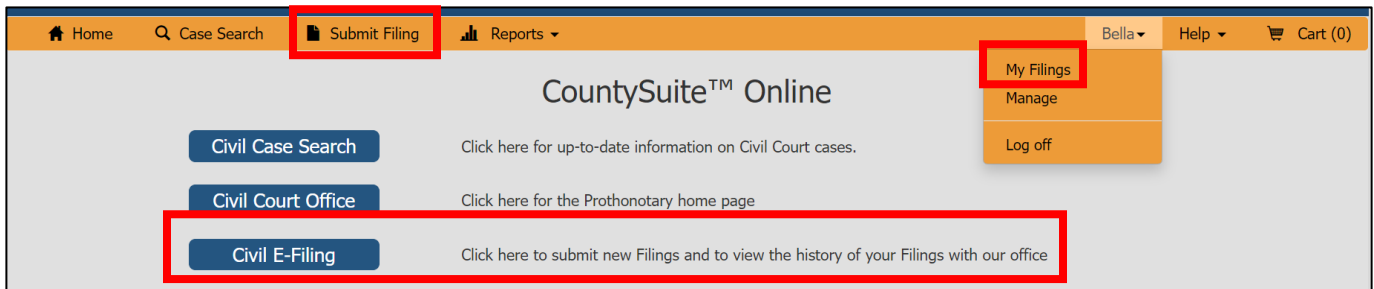 Home Case Search Submit Filing Reports Bella Help Cart (0)
My Filings
CountySuite™ Online
Manage
Civil Case Search Click here for up-to-date information on Civil Court cases.
Log off
Civil Court Office Click here for the Prothonotary home page
Civil E-Filing Click here to submit new Filings and to view the history of your Filings with our office